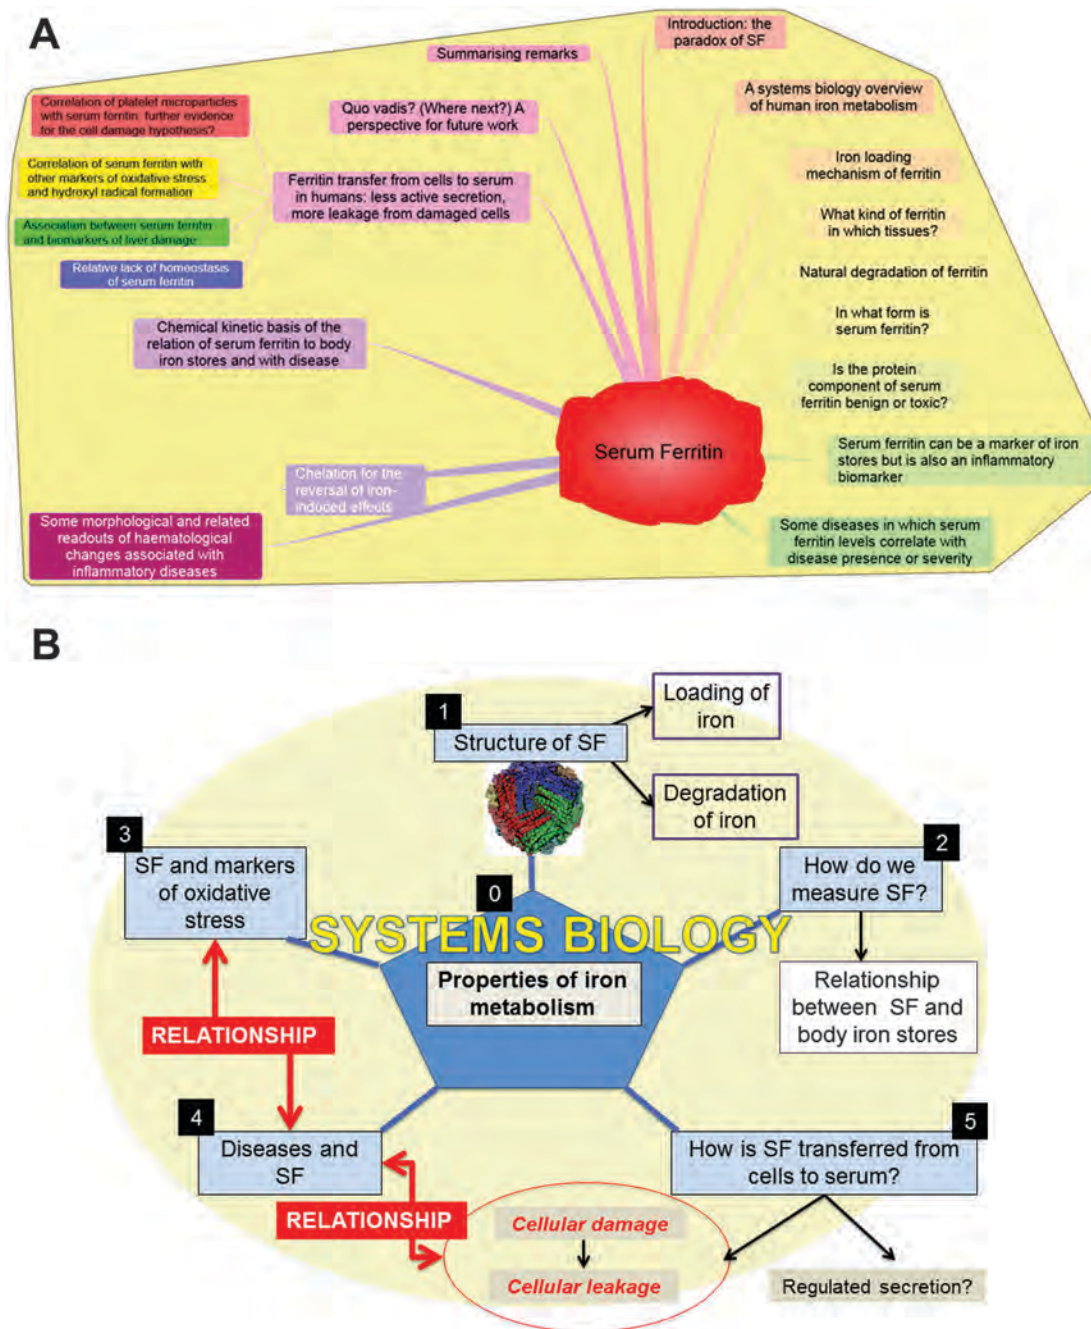 A
Introduction: the
paradox of SF
Summarising remarks
A systems biology overview
of human iron metabolism
Quo vadis? (Where next?) A
perspective for future work
Correlation of platelet microparticles
with serum ferritin: further evidence
for the cell damage hypothesis?
Iron loading
mechanism of ferritin
Correlation of serum ferritin with
other markers of oxidative stress
and hydroxyl radical formation
Ferritin transfer from cells to serum
in humans: less active secretion,
more leakage from damaged cells
What kind of ferritin
in which tissues?
Association between serum ferritin
and biomarkers of liver damage
Natural degradation of ferritin
Relative lack of homeostasis
of serum ferritin
In what form is
serum ferritin?
Chemical kinetic basis of the
relation of serum ferritin to body
iron stores and with disease
Is the protein
component of serum
ferritin benign or toxic?
Serum Ferritin
Serum ferritin can be a marker of iron
stores but is also an inflammatory
biomarker
Chelation for the
reversal of iron-
induced effects
Some morphological and related
readouts of haematological
changes associated with
inflammatory diseases
Some diseases in which serum
ferritin levels correlate with
disease presence or severity
B
1
Structure of SF
Loading of
iron
Degradation
of iron
3
SF and markers
of oxidative
stress
2
How do we
measure SF?
0
SYSTEMS BIOLOGY
Properties of iron
metabolism
Relationship
between SF and
body iron stores
RELATIONSHIP
4
Diseases and
SF
5
How is SF transferred from
cells to serum?
RELATIONSHIP
Cellular damage
Cellular leakage
Regulated secretion?